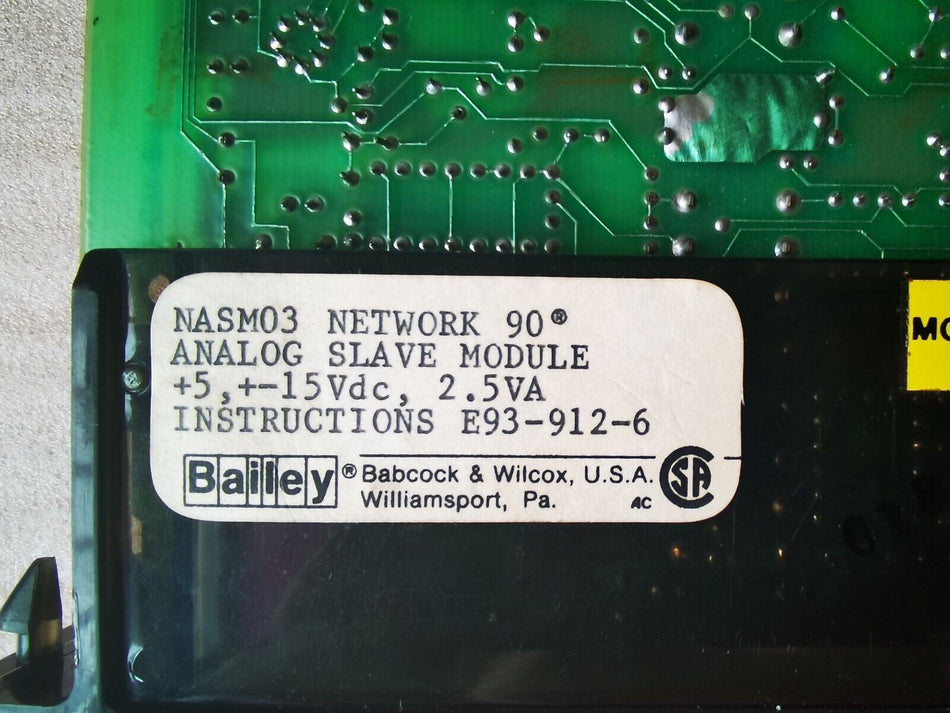 NASM03 NETWORK 90®
ANALOG SLAVE MODULE
+5,+-15Vdc, 2.5VA
INSTRUCTIONS E93-912-6
Bailey® Babcock & Wilcox, U.S.A.
Williamsport, Pa.
AC
SA
MO